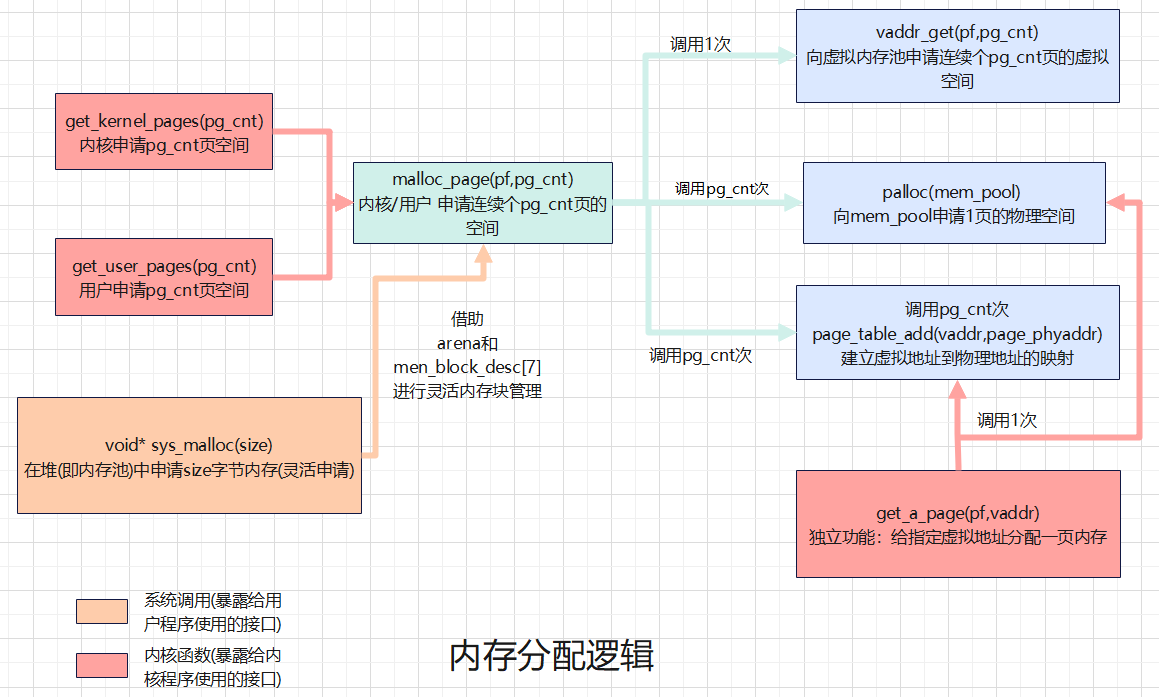 调用1次
vaddr_get(pf,pg_cnt)
向虚拟内存池申请连续个pg_cnt页的虚拟
空间
get_kernel_pages(pg_cnt)
内核申请pg_cnt页空间
malloc_page(pf,pg_cnt)
内核/用户 申请连续个pg_cnt页的
空间
调用pg_cnt次
palloc(mem_pool)
向mem_pool申请1页的物理空间
get_user_pages(pg_cnt)
用户申请pg_cnt页空间
调用pg_cnt次
page_table_add(vaddr,page_phyaddr)
建立虚拟地址到物理地址的映射
调用pg_cnt次
借助
arena和
men_block_desc[7]
进行灵活内存块管理
调用1次
void* sys_malloc(size)
在堆(即内存池)中申请size字节内存(灵活申请)
get_a_page(pf,vaddr)
独立功能：给指定虚拟地址分配一页内存
系统调用(暴露给用
户程序使用的接口)
内核函数(暴露给内
核程序使用的接口)
内存分配逻辑